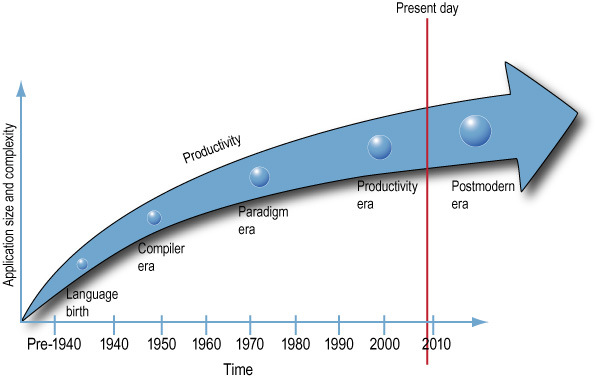 Present day
Application size and complexity
Productivity
Language
birth
Compiler
era
Paradigm
era
Productivity
era
Postmodern
era
Pre-1940 1940 1950 1960 1970 1980 1990 2000 2010
Time